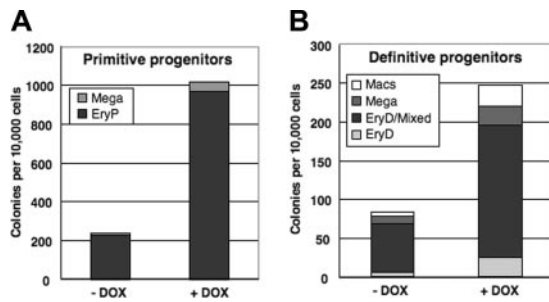 A
Primitive progenitors
Colonies per 10,000 cells
1200
1000
800
600
400
200
0
Mega
EryP
- DOX
+ DOX
B
Definitive progenitors
Colonies per 10,000 cells
300
250
200
150
100
50
0
Macs
Mega
EryD/Mixed
EryD
- DOX
+ DOX